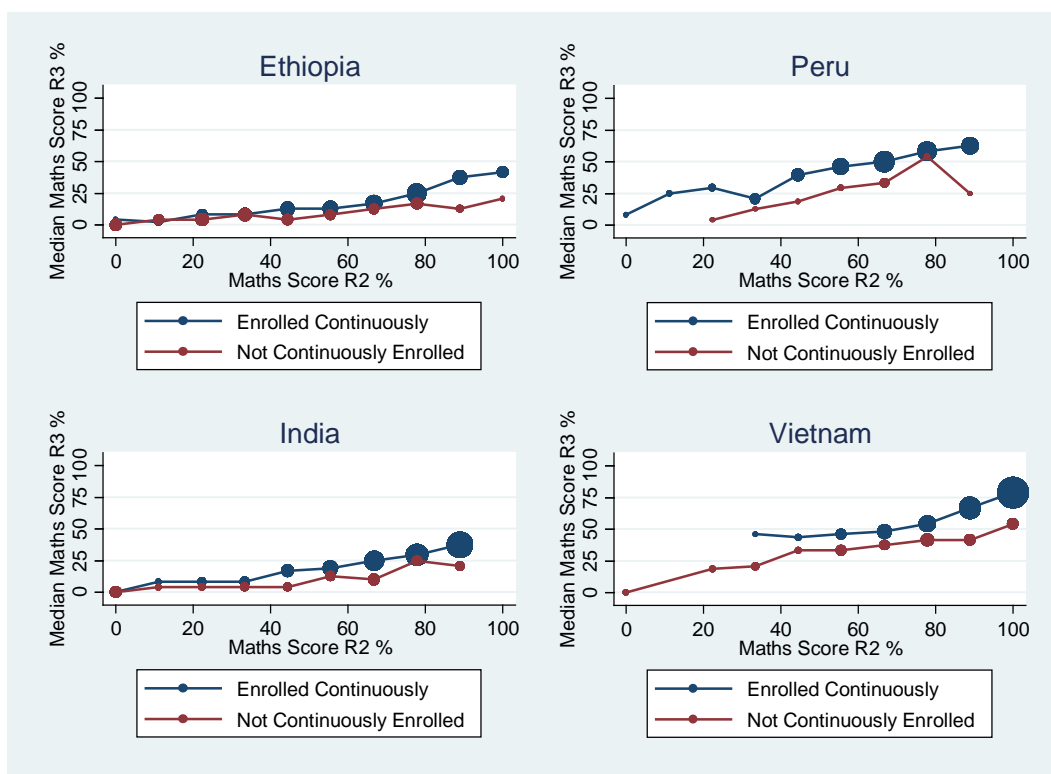 Ethiopia
Median Maths Score R3 %
0 25 50 75 100
0 20 40 60 80 100
Maths Score R2 %
Enrolled Continuously
Not Continuously Enrolled
Peru
Median Maths Score R3 %
0 25 50 75 100
0 20 40 60 80 100
Maths Score R2 %
Enrolled Continuously
Not Continuously Enrolled
India
Median Maths Score R3 %
0 25 50 75 100
0 20 40 60 80 100
Maths Score R2 %
Enrolled Continuously
Not Continuously Enrolled
Vietnam
Median Maths Score R3 %
0 25 50 75 100
0 20 40 60 80 100
Maths Score R2 %
Enrolled Continuously
Not Continuously Enrolled